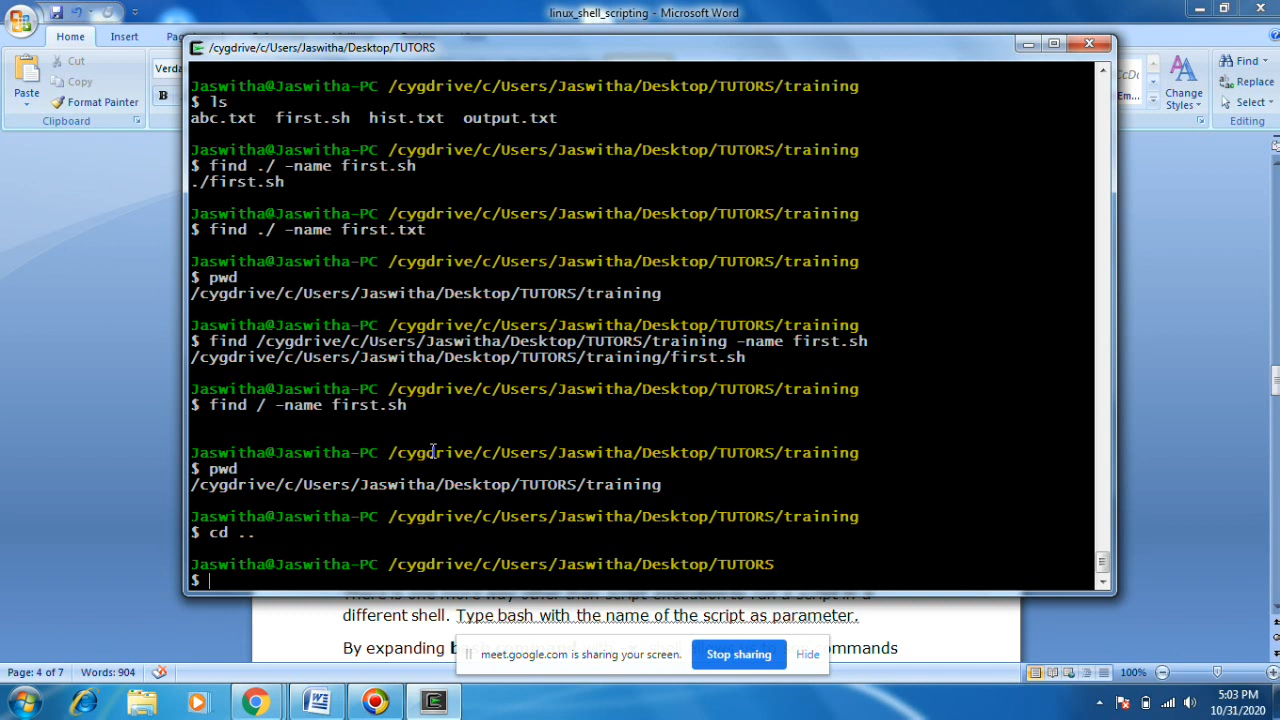 linux_shell_scripting - Microsoft Word
Home Insert
Cut
Copy
Paste
Format Painter
Clipboard
Verda
B
Find
Replace
Select
Editing
Em...
Change
Styles
/cygdrive/c/Users/Jaswitha/Desktop/TUTORS
Jaswitha@Jaswitha-PC /cygdrive/c/Users/Jaswitha/Desktop/TUTORS/training
$ ls
abc.txt first.sh hist.txt output.txt
Jaswitha@Jaswitha-PC /cygdrive/c/Users/Jaswitha/Desktop/TUTORS/training
$ find ./ -name first.sh
./first.sh
Jaswitha@Jaswitha-PC /cygdrive/c/Users/Jaswitha/Desktop/TUTORS/training
$ find ./ -name first.txt
Jaswitha@Jaswitha-PC /cygdrive/c/Users/Jaswitha/Desktop/TUTORS/training
$ pwd
/cygdrive/c/Users/Jaswitha/Desktop/TUTORS/training
Jaswitha@Jaswitha-PC /cygdrive/c/Users/Jaswitha/Desktop/TUTORS/training
$ find /cygdrive/c/Users/Jaswitha/Desktop/TUTORS/training -name first.sh
/cygdrive/c/Users/Jaswitha/Desktop/TUTORS/training/first.sh
Jaswitha@Jaswitha-PC /cygdrive/c/Users/Jaswitha/Desktop/TUTORS/training
$ find / -name first.sh
Jaswitha@Jaswitha-PC /cygdrive/c/Users/Jaswitha/Desktop/TUTORS/training
$ pwd
/cygdrive/c/Users/Jaswitha/Desktop/TUTORS/training
Jaswitha@Jaswitha-PC /cygdrive/c/Users/Jaswitha/Desktop/TUTORS/training
$ cd ..
Jaswitha@Jaswitha-PC /cygdrive/c/Users/Jaswitha/Desktop/TUTORS
$
different shell. Type bash with the name of the script as parameter.
By expanding b ommands
meet.google.com is sharing your screen. Stop sharing Hide
Page: 4 of 7 Words: 904 100%
5:03 PM
10/31/2020